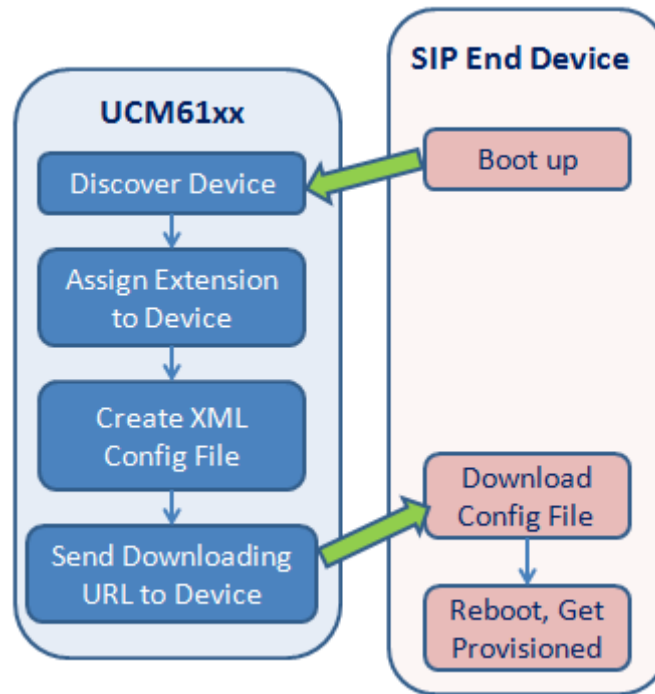 UCM61xx
Discover Device
Assign Extension
to Device
Create XML
Config File
Send Downloading
URL to Device
SIP End Device
Boot up
Download
Config File
Reboot, Get
Provisioned